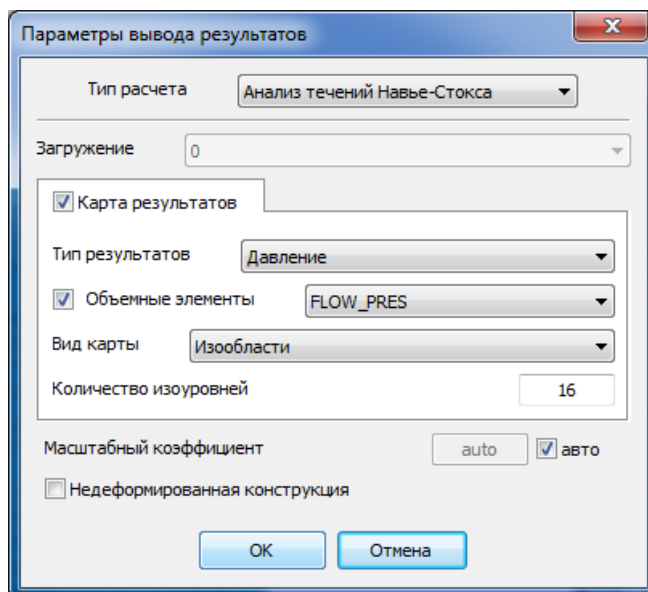 Параметры вывода результатов
Тип расчета Анализ течений Навье-Стокса
Загружение 0
Карта результатов
Тип результатов Давление
Объемные элементы FLOW_PRES
Вид карты Изообласти
Количество изоуровней 16
Масштабный коэффициент auto авто
Недеформированная конструкция
OK Отмена